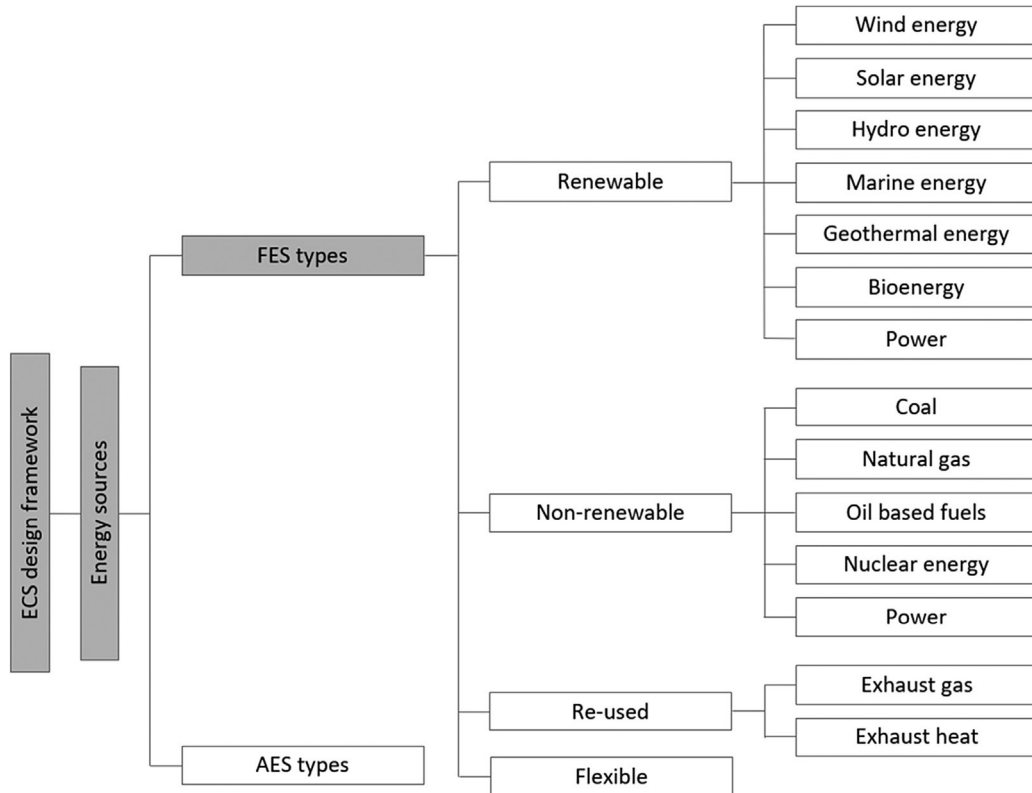 ECS design framework
Energy sources
FES types
Renewable
Wind energy
Solar energy
Hydro energy
Marine energy
Geothermal energy
Bioenergy
Power
Non-renewable
Coal
Natural gas
Oil based fuels
Nuclear energy
Power
Re-used
Exhaust gas
Exhaust heat
Flexible
AES types